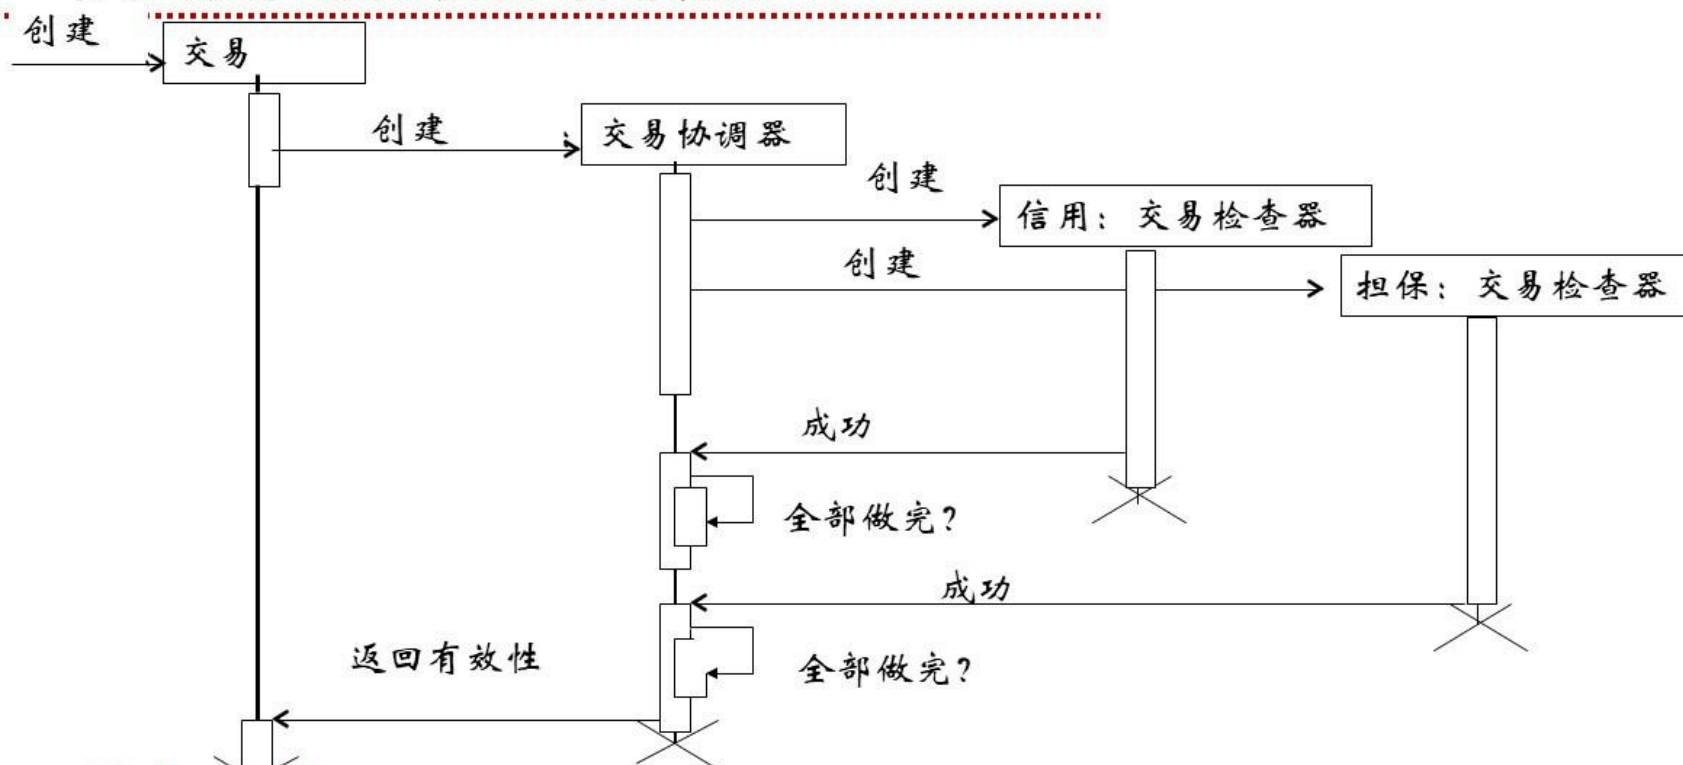 创建
交易
创建
交易协调器
创建
信用：交易检查器
创建
担保：交易检查器
成功
全部做完？
成功
返回有效性
全部做完？